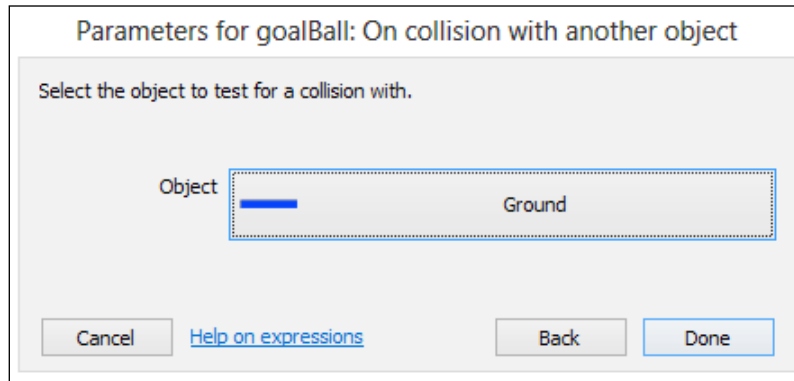 Parameters for goalBall: On collision with another object
Select the object to test for a collision with.
Object Ground
Cancel Help on expressions Back Done